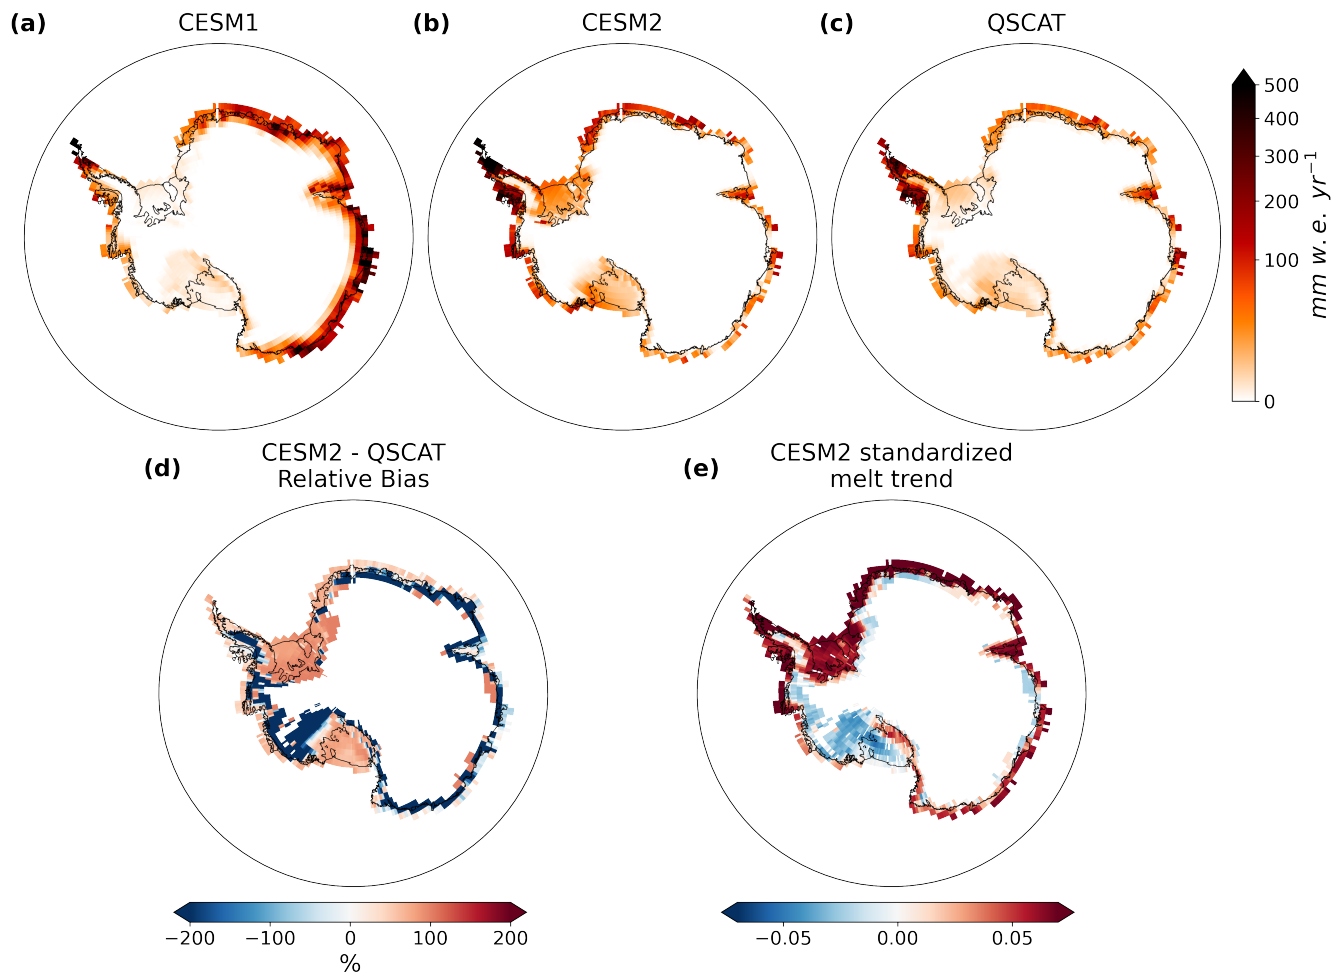 (a)
CESM1
(b)
CESM2
(c)
QSCAT
500
400
300
200
100
0
mm w.e. yr⁻¹
(d)
CESM2 - QSCAT
Relative Bias
(e)
CESM2 standardized
melt trend
−200
−100
0
100
200
%
−0.05
0.00
0.05